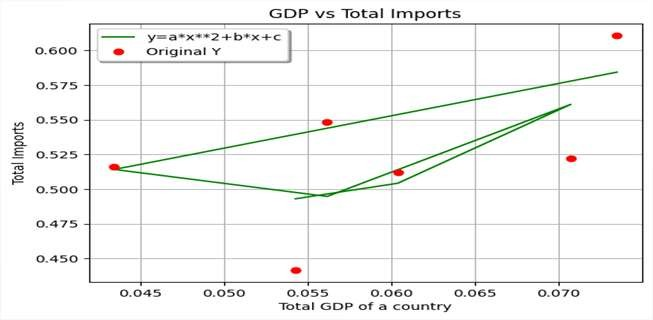 GDP vs Total Imports
y=a*x**2+b*x+c
Original Y
0.600
0.575
0.550
0.525
0.500
0.475
0.450
Total Imports
0.045 0.050 0.055 0.060 0.065 0.070
Total GDP of a country